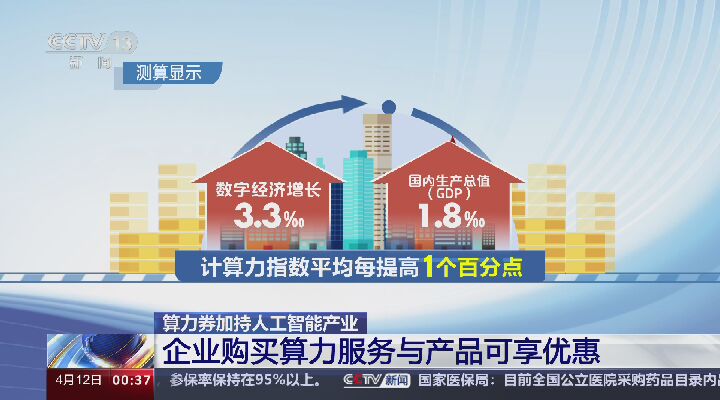 CCTV 13
新闻
测算显示
数字经济增长
3.3‰
国内生产总值
(GDP)
1.8‰
计算力指数平均每提高1个百分点
算力券加持人工智能产业
企业购买算力服务与产品可享优惠
4月12日 00:37 参保率保持在95%以上。 CCTV 新闻 国家医保局：目前全国公立医院采购药品目录内